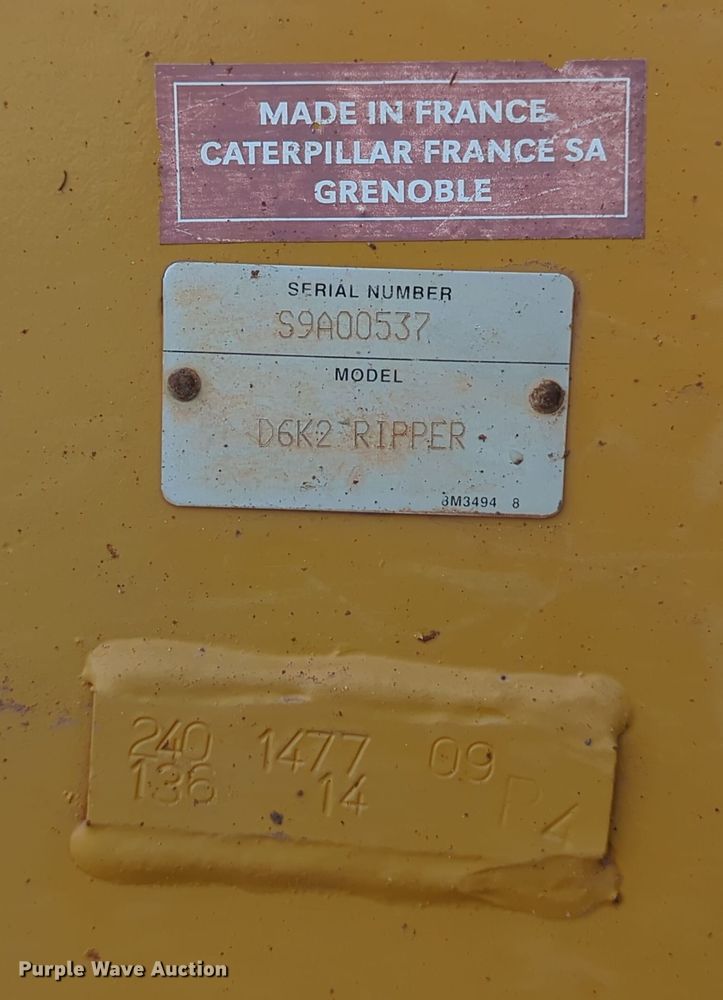 MADE IN FRANCE
CATERPILLAR FRANCE SA
GRENOBLE
SERIAL NUMBER
S9A00537
MODEL
D6K2 RIPPER
3M3494 8
240 1477 09
136 14 R4
Purple Wave Auction